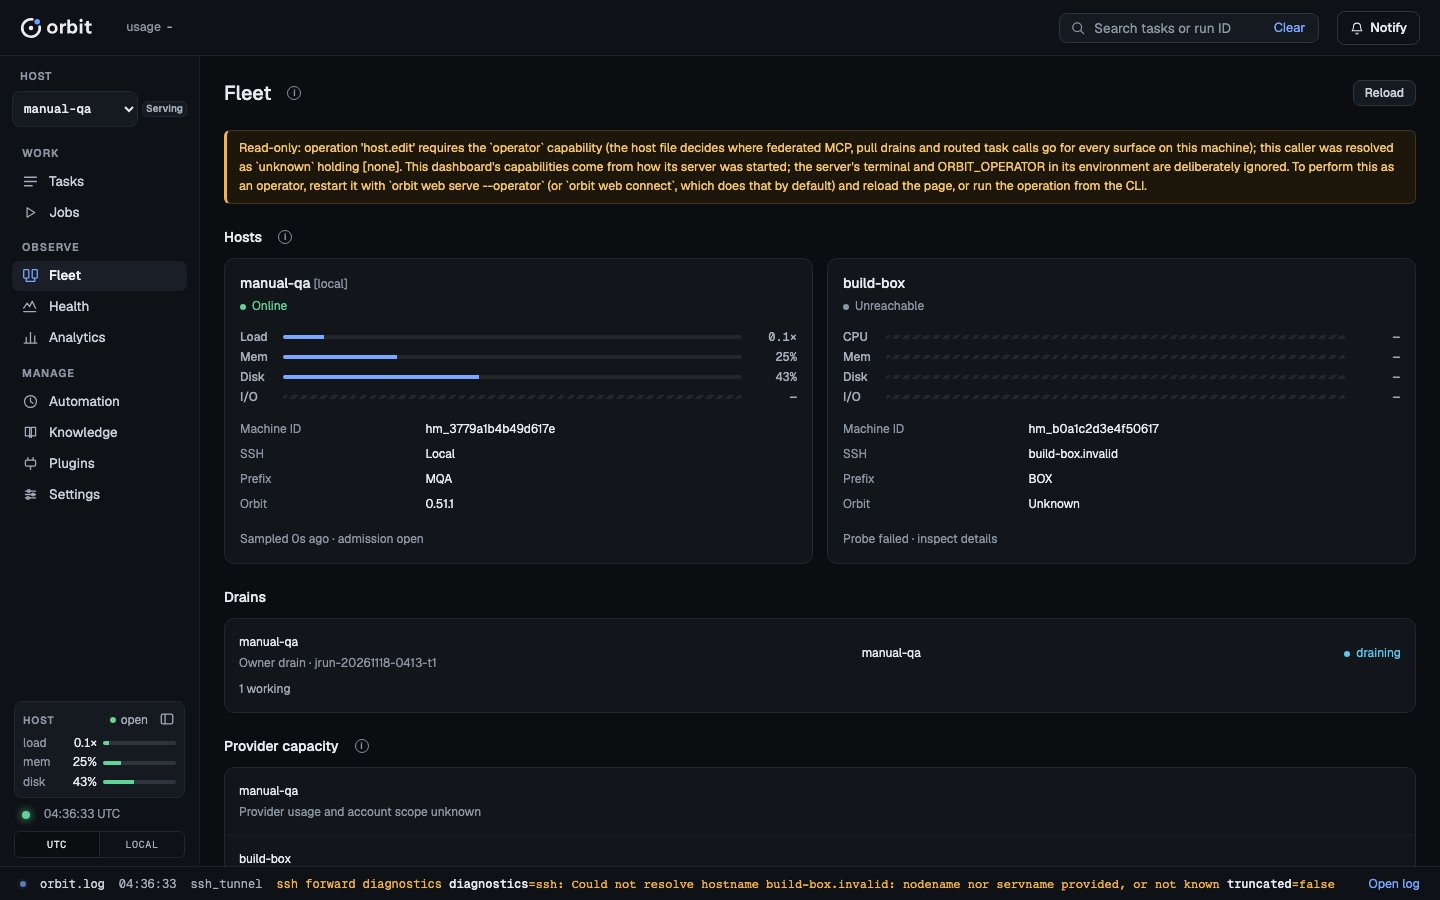 orbit
usage –
Search tasks or run ID
Clear
Notify
HOST
manual-qa
Serving
WORK
Tasks
Jobs
OBSERVE
Fleet
Health
Analytics
MANAGE
Automation
Knowledge
Plugins
Settings
HOST
open
load 0.1×
mem 25%
disk 43%
04:36:33 UTC
UTC
LOCAL
Fleet
Reload
Read-only: operation 'host.edit' requires the `operator` capability (the host file decides where federated MCP, pull drains and routed task calls go for every surface on this machine); this caller was resolved
as `unknown` holding [none]. This dashboard's capabilities come from how its server was started; the server's terminal and ORBIT_OPERATOR in its environment are deliberately ignored. To perform this as
an operator, restart it with `orbit web serve --operator` (or `orbit web connect`, which does that by default) and reload the page, or run the operation from the CLI.
Hosts
manual-qa [local]
Online
Load 0.1×
Mem 25%
Disk 43%
I/O –
Machine ID hm_3779a1b4b49d617e
SSH Local
Prefix MQA
Orbit 0.51.1
Sampled 0s ago · admission open
build-box
Unreachable
CPU –
Mem –
Disk –
I/O –
Machine ID hm_b0a1c2d3e4f50617
SSH build-box.invalid
Prefix BOX
Orbit Unknown
Probe failed · inspect details
Drains
manual-qa
Owner drain · jrun-20261118-0413-t1
1 working
manual-qa
draining
Provider capacity
manual-qa
Provider usage and account scope unknown
build-box
orbit.log 04:36:33 ssh_tunnel ssh forward diagnostics diagnostics=ssh: Could not resolve hostname build-box.invalid: nodename nor servname provided, or not known truncated=false
Open log